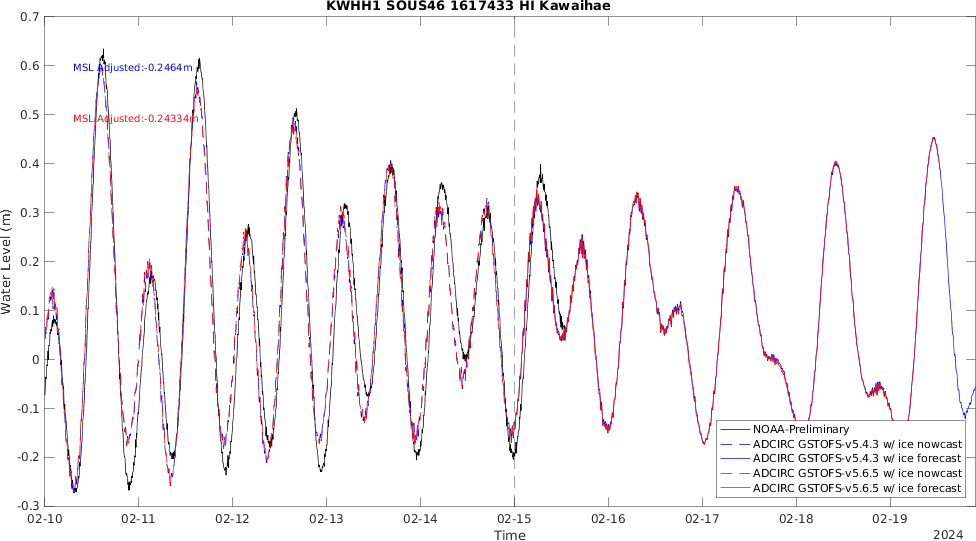 KWHH1 SOUS46 1617433 HI Kawaihae
0.7
0.6
0.5
0.4
0.3
0.2
0.1
0
-0.1
-0.2
-0.3
Water Level (m)
MSL Adjusted:-0.2464m
MSL Adjusted:-0.24334m
NOAA-Preliminary
ADCIRC GSTOFS-v5.4.3 w/ ice nowcast
ADCIRC GSTOFS-v5.4.3 w/ ice forecast
ADCIRC GSTOFS-v5.6.5 w/ ice nowcast
ADCIRC GSTOFS-v5.6.5 w/ ice forecast
02-10 02-11 02-12 02-13 02-14 02-15 02-16 02-17 02-18 02-19
Time
2024